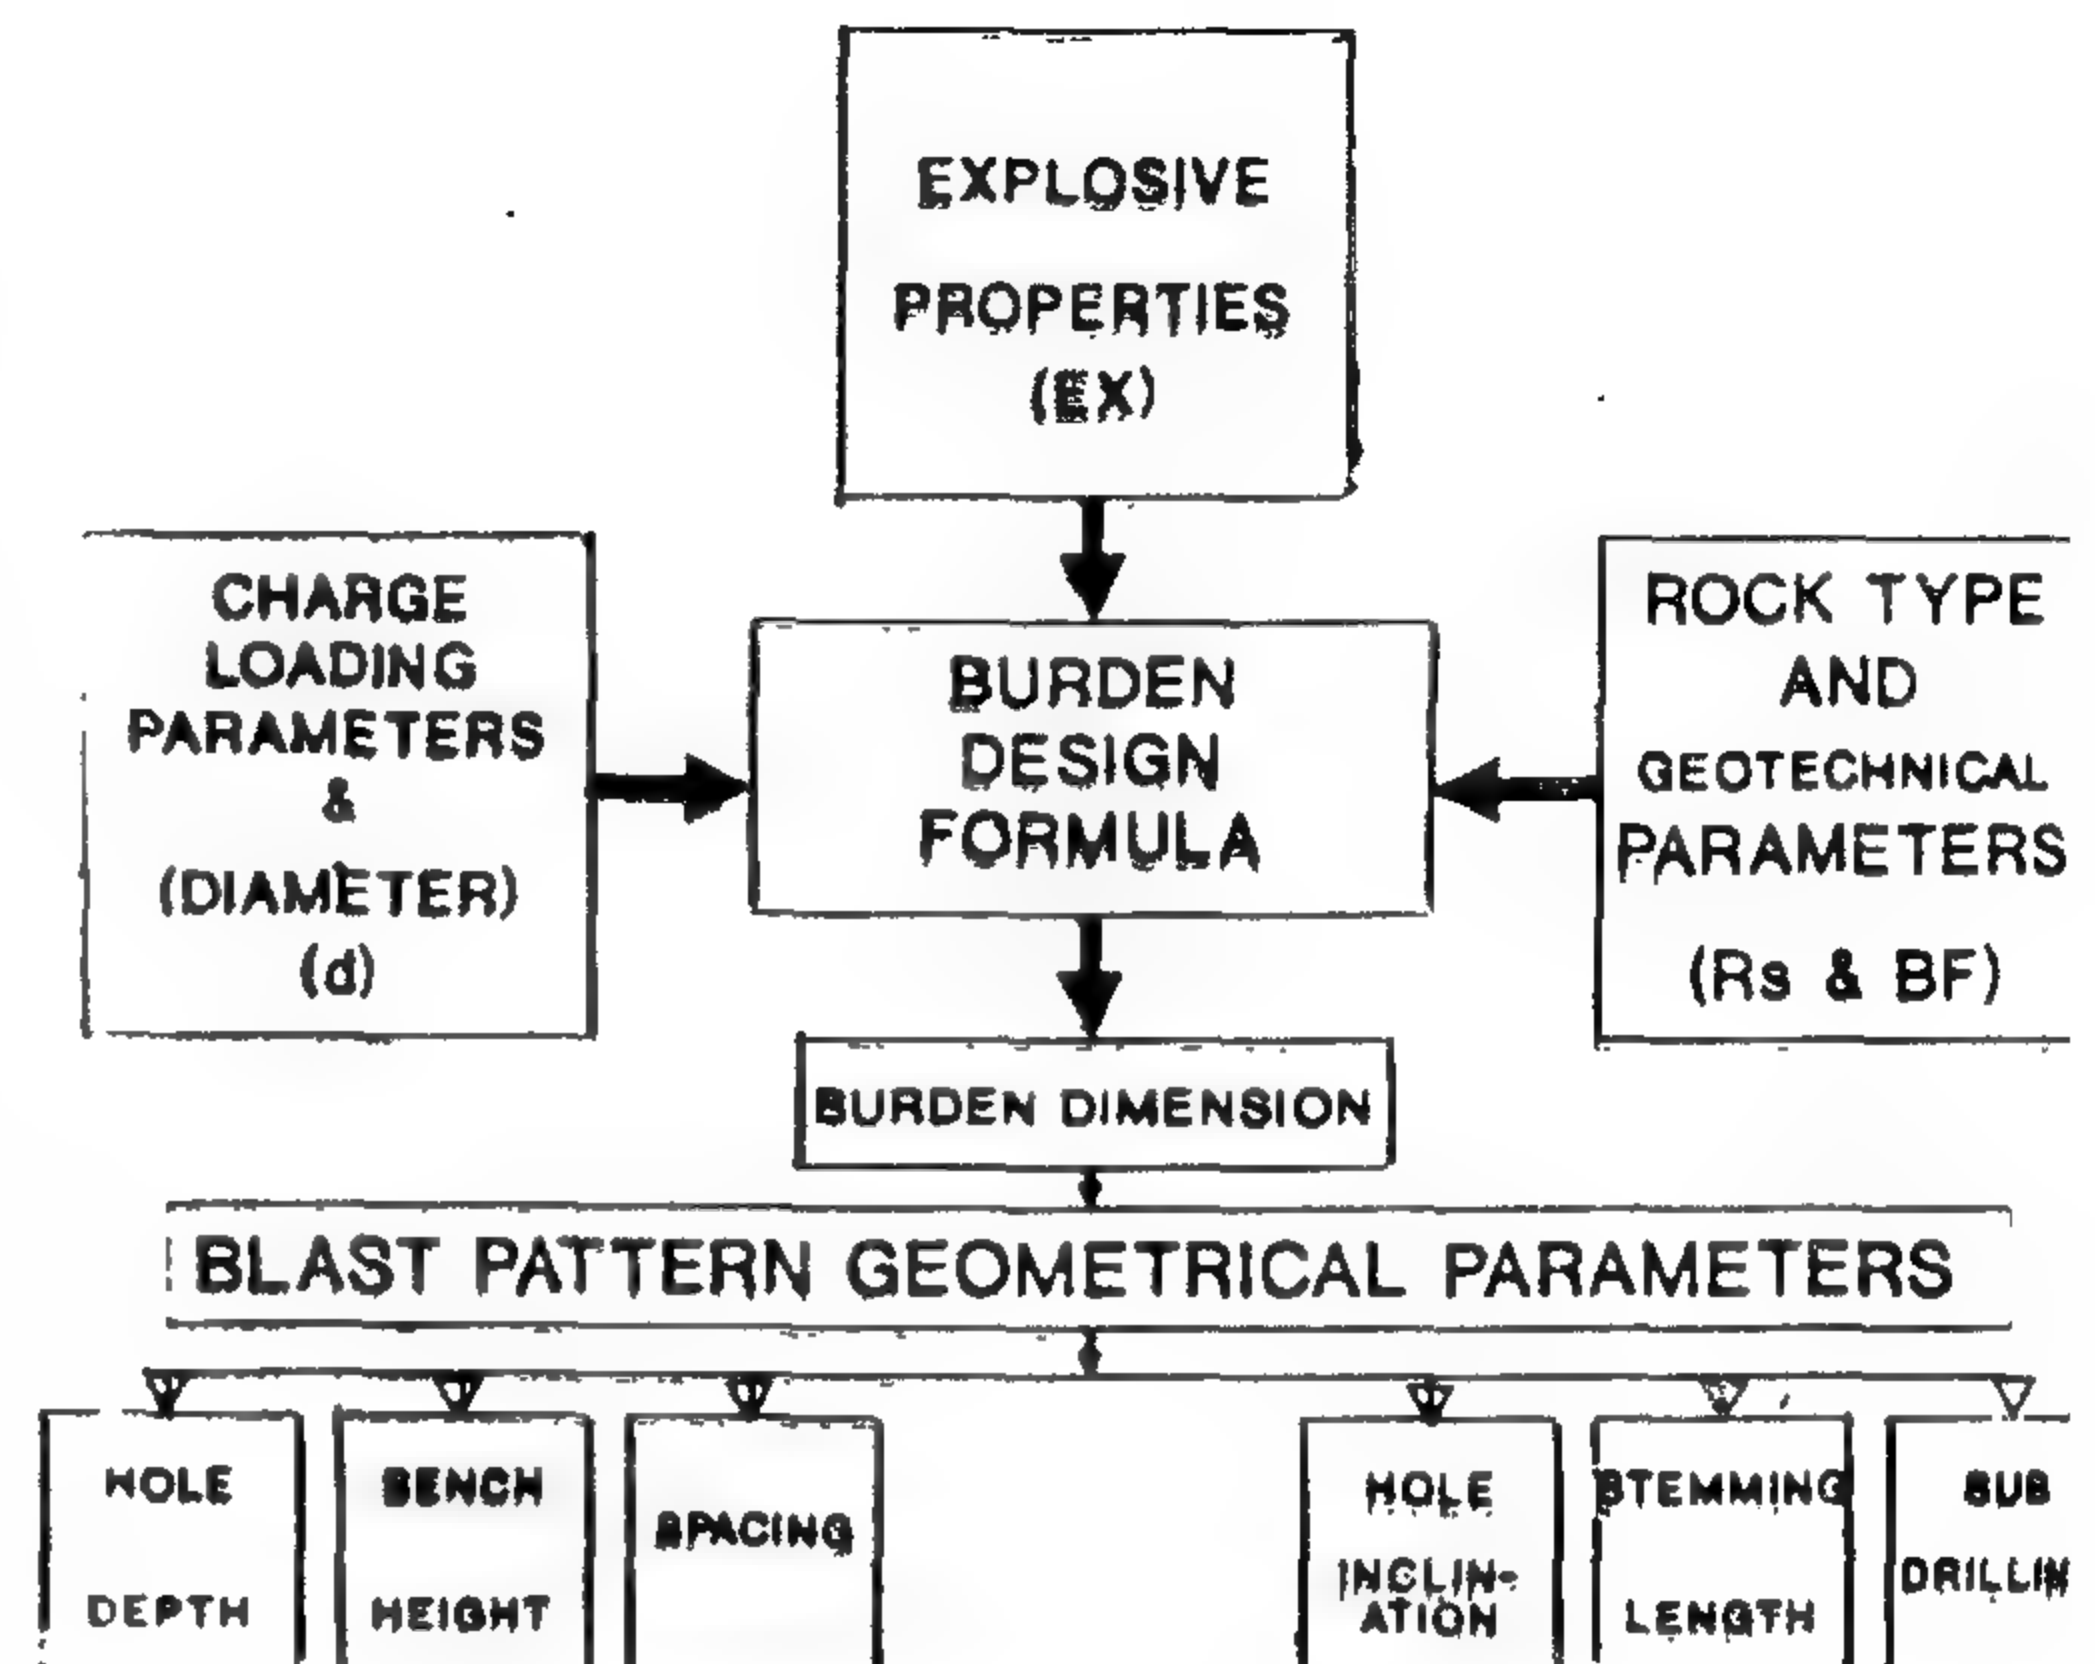 EXPLOSIVE
PROPERTIES
(EX)
CHARGE
LOADING
PARAMETERS
&
(DIAMETER)
(d)
BURDEN
DESIGN
FORMULA
ROCK TYPE
AND
GEOTECHNICAL
PARAMETERS
(Rs & BF)
BURDEN DIMENSION
BLAST PATTERN GEOMETRICAL PARAMETERS
HOLE
DEPTH
BENCH
HEIGHT
SPACING
HOLE
INCLIN-
ATION
STEMMING
LENGTH
SUB
DRILLIN